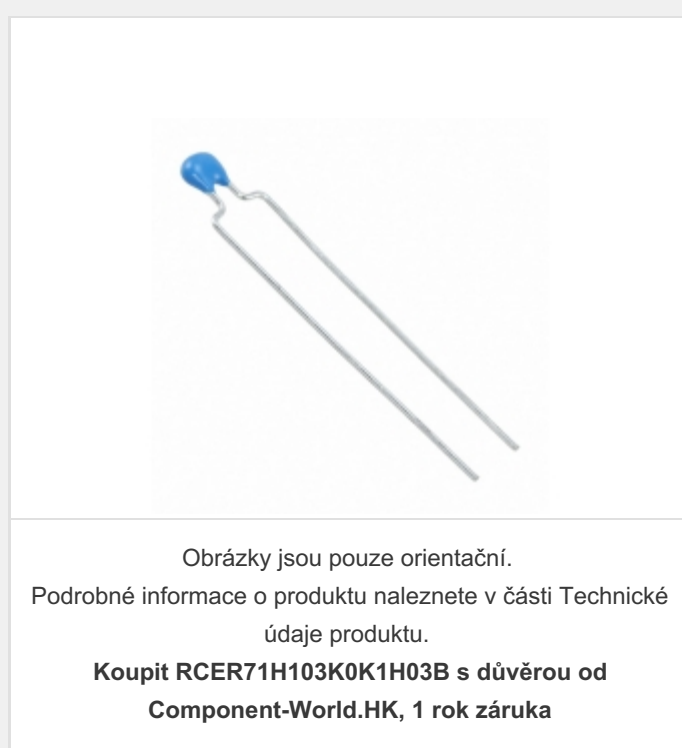 Obrázky jsou pouze orientační.
Podrobné informace o produktu naleznete v části Technické
údaje produktu.
Koupit RCER71H103K0K1H03B s důvěrou od
Component-World.HK, 1 rok záruka